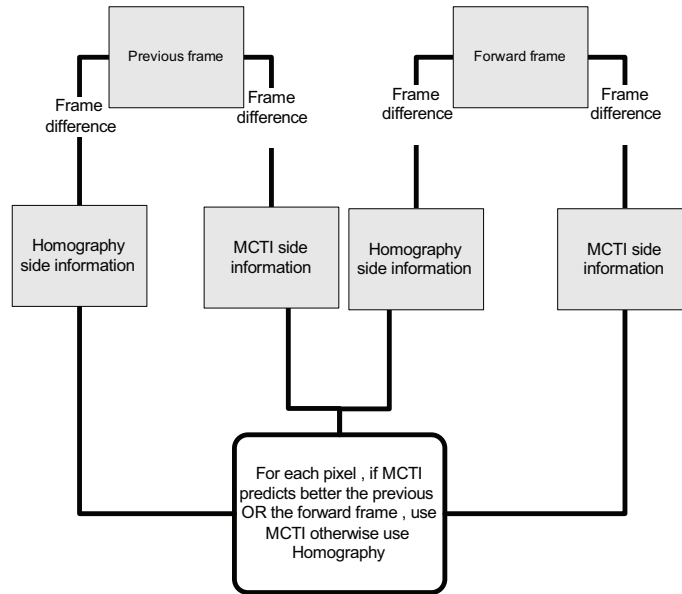 Previous frame
Forward frame
Frame
difference
Frame
difference
Frame
difference
Frame
difference
Homography
side information
MCTI side
information
Homography
side information
MCTI side
information
For each pixel , if MCTI
predicts better the previous
OR the forward frame , use
MCTI otherwise use
Homography